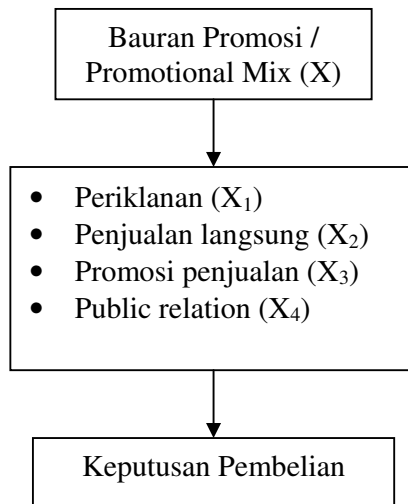 Bauran Promosi /
Promotional Mix (X)
• Periklanan (X₁)
• Penjualan langsung (X₂)
• Promosi penjualan (X₃)
• Public relation (X₄)
Keputusan Pembelian